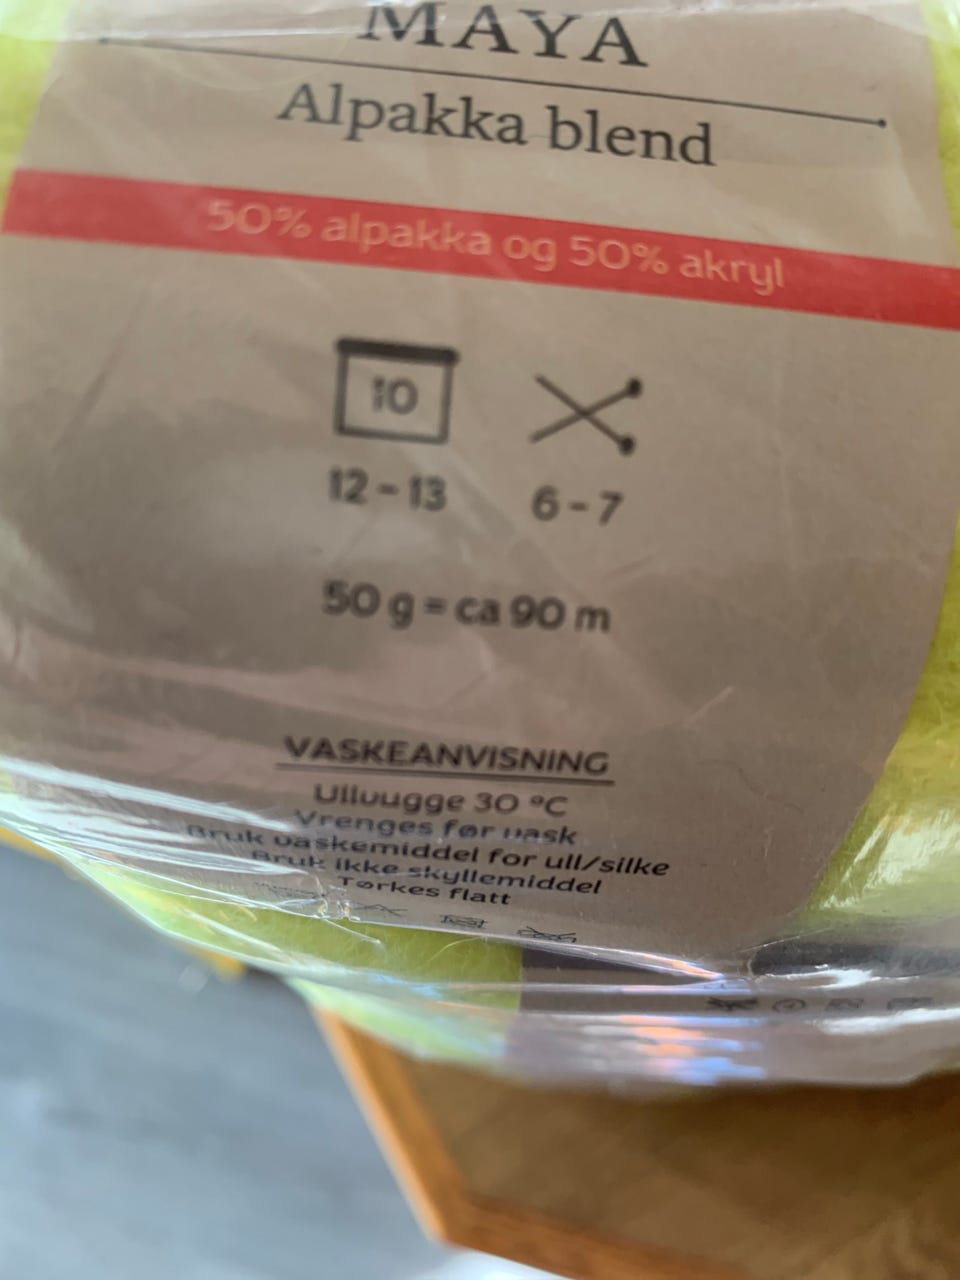 MAYA
Alpakka blend
50% alpakka og 50% akryl
10
12 - 13 6 - 7
50 g = ca 90 m
VASKEANVISNING
Ullvugge 30 °C
Vrenges før vask
Bruk vaskemiddel for ull/silke
Bruk ikke skyllemiddel
Tørkes flatt